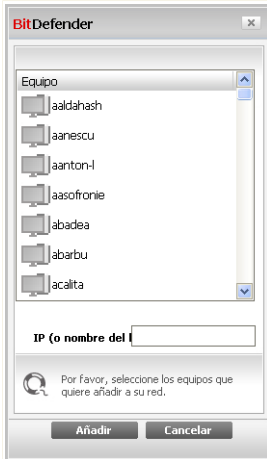 BitDefender
Equipo
aaldahash
aanescu
aanton-l
aasofronie
abadea
abarbu
acalita
IP (o nombre del
Por favor, seleccione los equipos que
quiere añadir a su red.
Añadir Cancelar